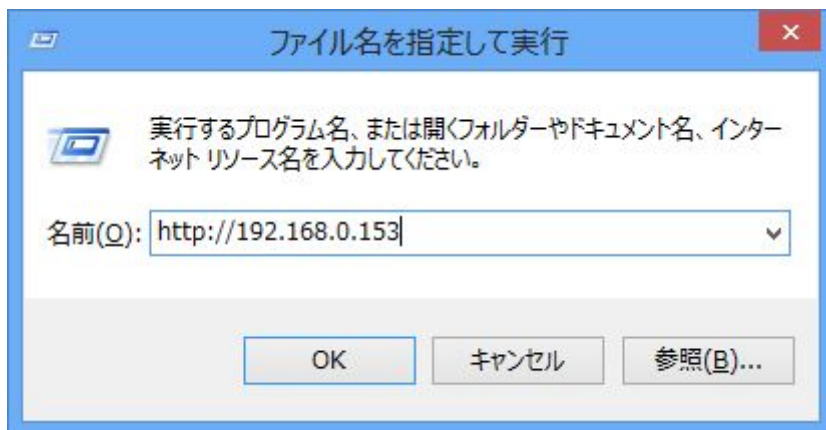 ファイル名を指定して実行
実行するプログラム名、または開くフォルダーやドキュメント名、インター
ネット リソース名を入力してください。
名前(O): http://192.168.0.153
OK キャンセル 参照(B)...